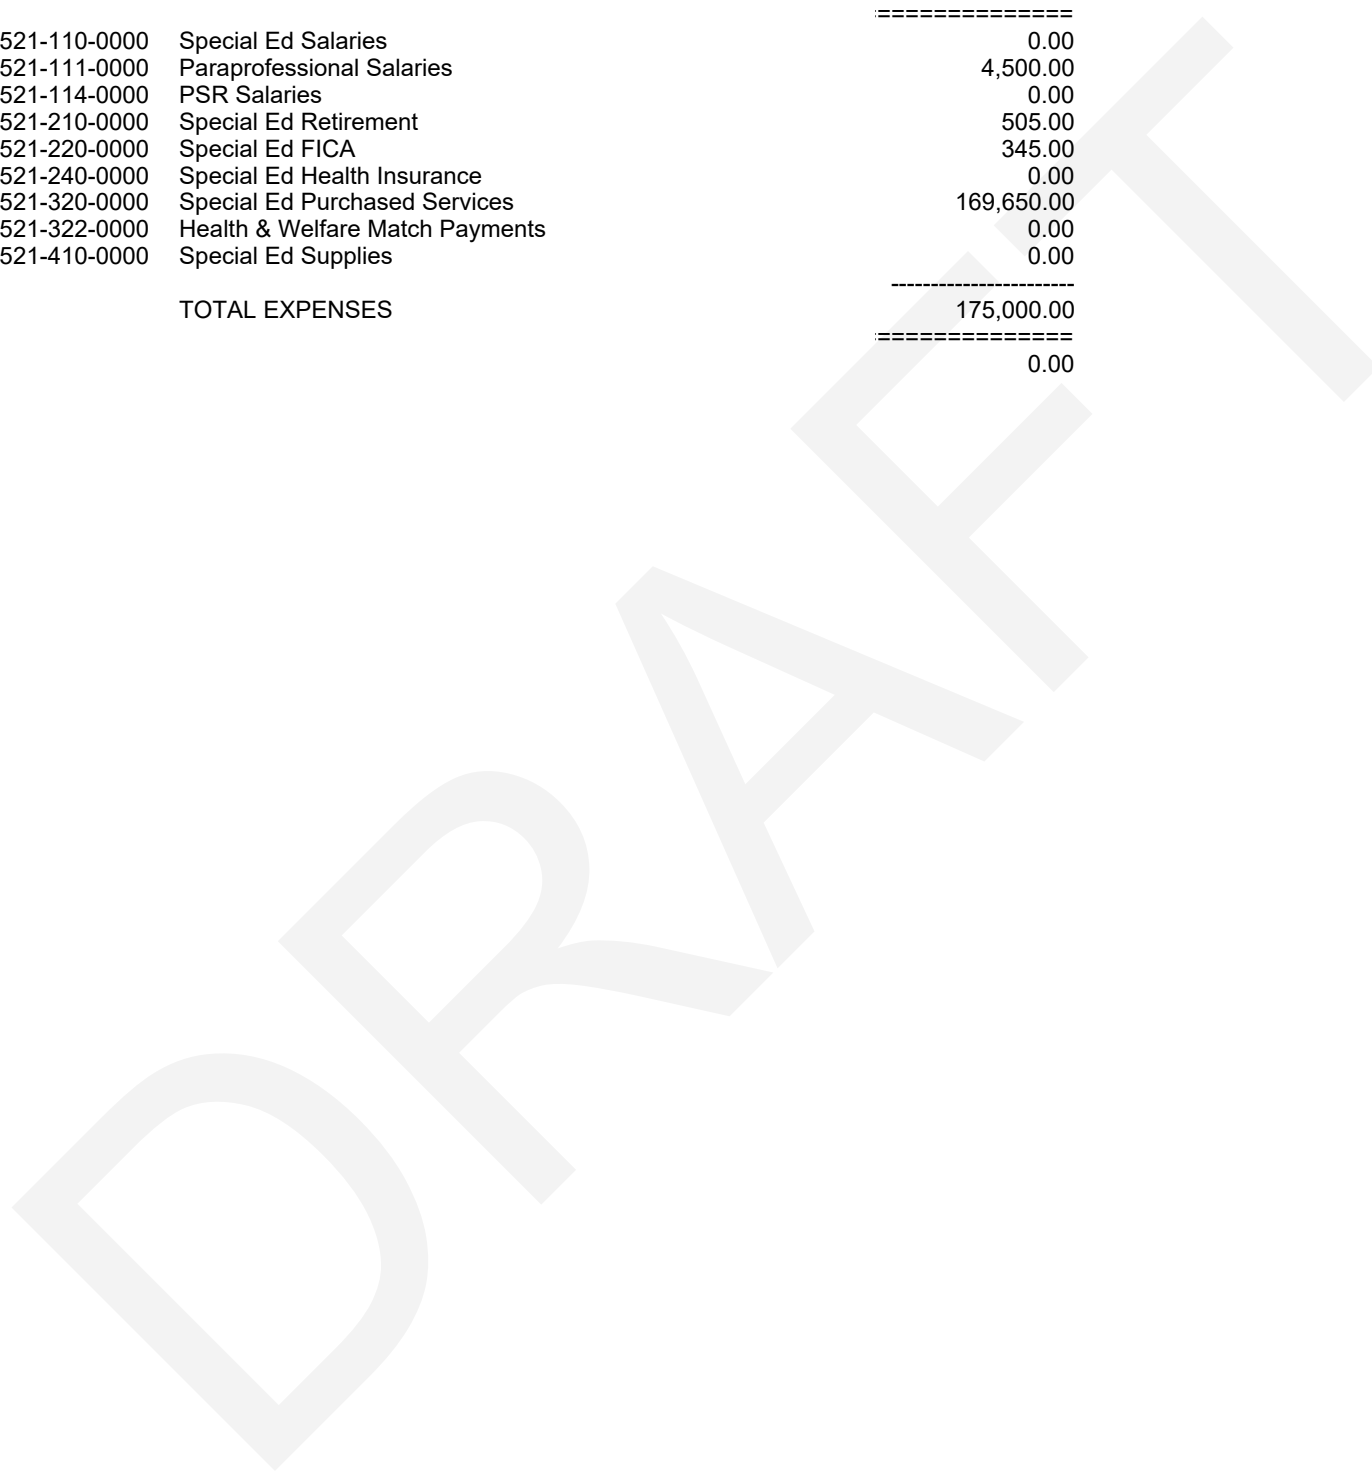 ==============
521-110-0000 Special Ed Salaries 0.00
521-111-0000 Paraprofessional Salaries 4,500.00
521-114-0000 PSR Salaries 0.00
521-210-0000 Special Ed Retirement 505.00
521-220-0000 Special Ed FICA 345.00
521-240-0000 Special Ed Health Insurance 0.00
521-320-0000 Special Ed Purchased Services 169,650.00
521-322-0000 Health & Welfare Match Payments 0.00
521-410-0000 Special Ed Supplies 0.00
-----------------------
TOTAL EXPENSES 175,000.00
==============
0.00
DRAFT